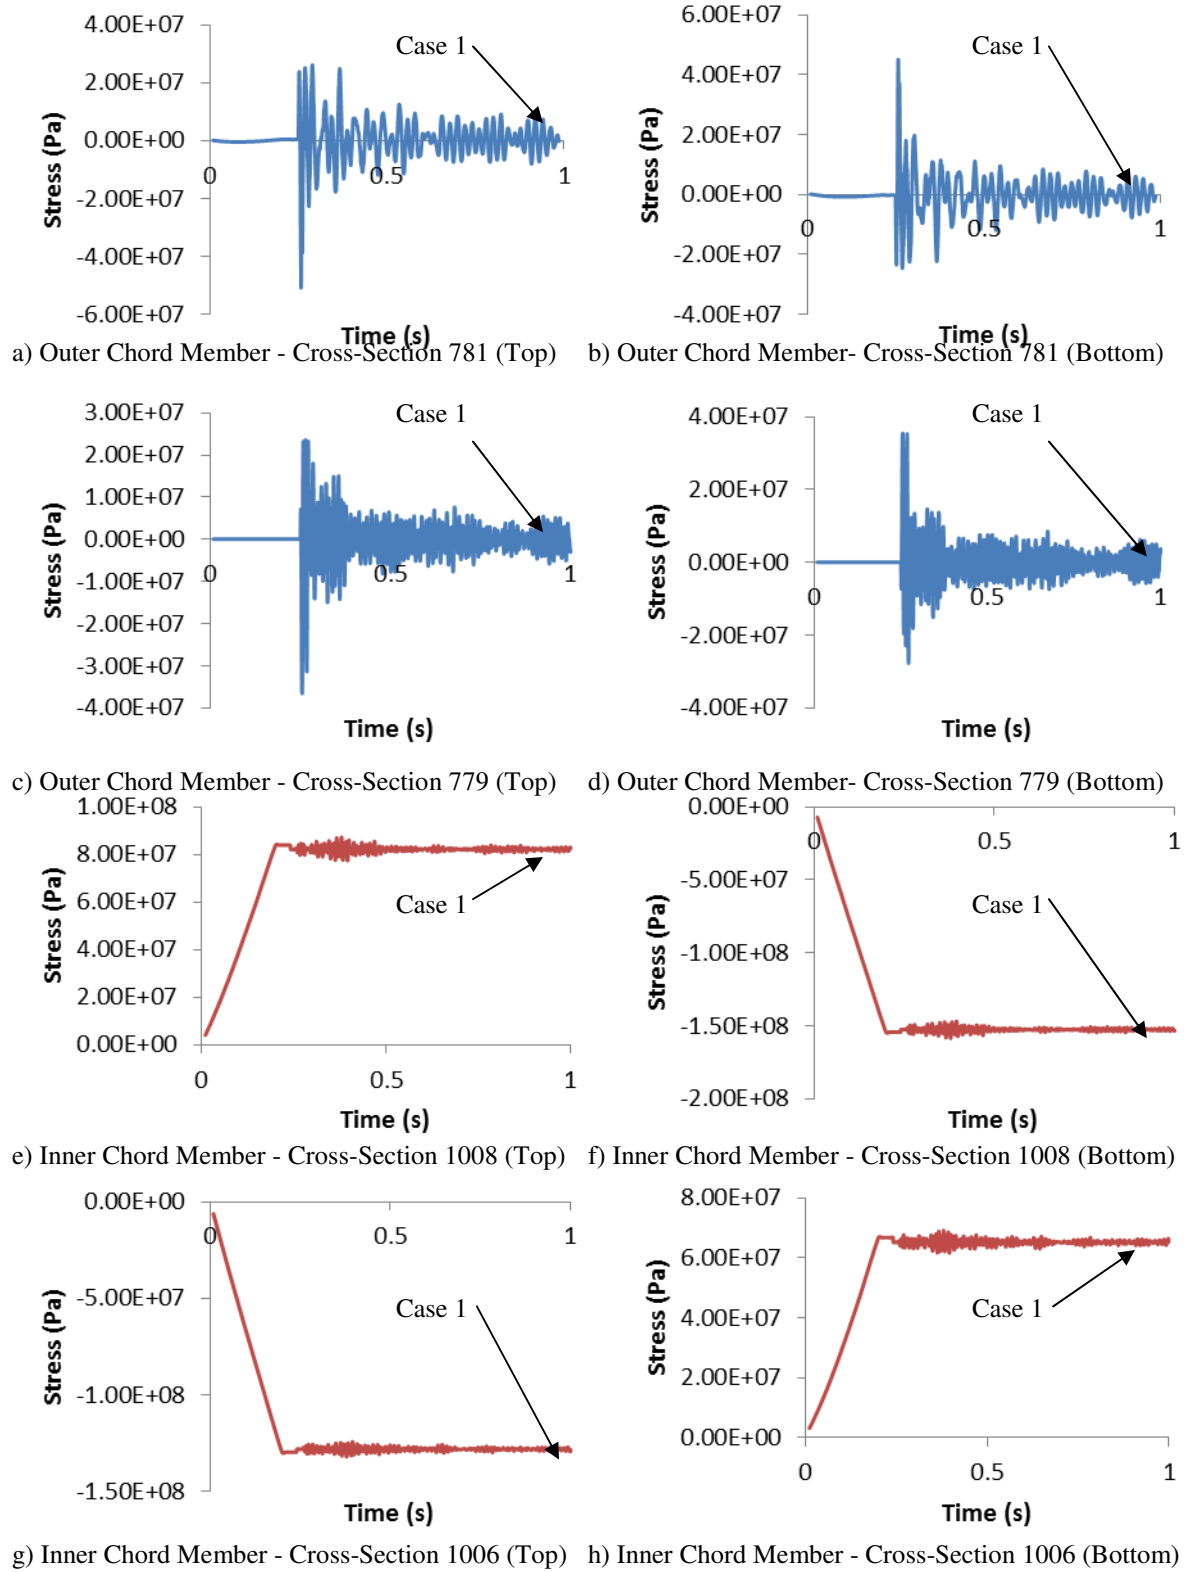 4.00E+07
2.00E+07
0.00E+00
-2.00E+07
-4.00E+07
-6.00E+07
Stress (Pa)
0
0.5
1
Case 1
Time (s)
a) Outer Chord Member - Cross-Section 781 (Top)
6.00E+07
4.00E+07
2.00E+07
0.00E+00
-2.00E+07
-4.00E+07
Stress (Pa)
0
0.5
1
Case 1
Time (s)
b) Outer Chord Member- Cross-Section 781 (Bottom)
3.00E+07
2.00E+07
1.00E+07
0.00E+00
-1.00E+07
-2.00E+07
-3.00E+07
-4.00E+07
Stress (Pa)
0
0.5
1
Case 1
Time (s)
c) Outer Chord Member - Cross-Section 779 (Top)
4.00E+07
2.00E+07
0.00E+00
-2.00E+07
-4.00E+07
Stress (Pa)
0
0.5
1
Case 1
Time (s)
d) Outer Chord Member- Cross-Section 779 (Bottom)
1.00E+08
8.00E+07
6.00E+07
4.00E+07
2.00E+07
0.00E+00
Stress (Pa)
0
0.5
1
Case 1
Time (s)
e) Inner Chord Member - Cross-Section 1008 (Top)
0.00E+00
-5.00E+07
-1.00E+08
-1.50E+08
-2.00E+08
Stress (Pa)
0
0.5
1
Case 1
Time (s)
f) Inner Chord Member - Cross-Section 1008 (Bottom)
0.00E+00
-5.00E+07
-1.00E+08
-1.50E+08
Stress (Pa)
0
0.5
1
Case 1
Time (s)
g) Inner Chord Member - Cross-Section 1006 (Top)
8.00E+07
6.00E+07
4.00E+07
2.00E+07
0.00E+00
Stress (Pa)
0
0.5
1
Case 1
Time (s)
h) Inner Chord Member - Cross-Section 1006 (Bottom)